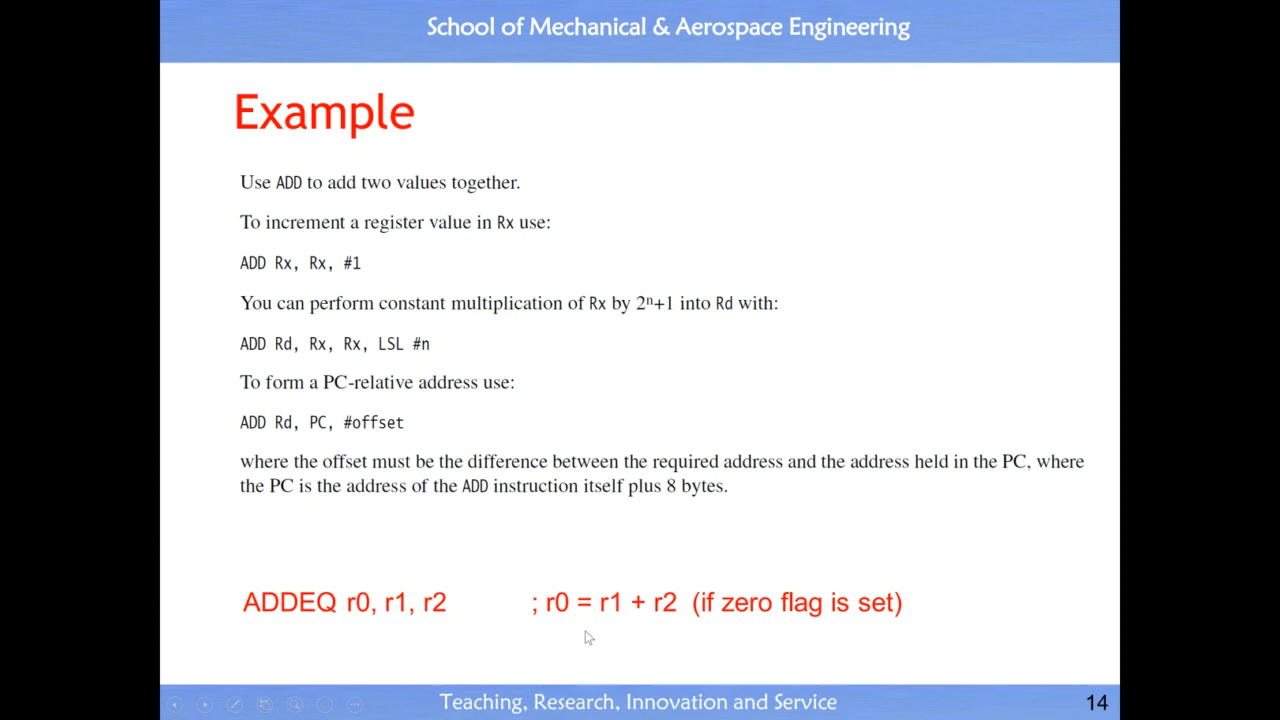 School of Mechanical & Aerospace Engineering
Example
Use ADD to add two values together.
To increment a register value in Rx use:
ADD Rx, Rx, #1
You can perform constant multiplication of Rx by 2ⁿ+1 into Rd with:
ADD Rd, Rx, Rx, LSL #n
To form a PC-relative address use:
ADD Rd, PC, #offset
where the offset must be the difference between the required address and the address held in the PC, where
the PC is the address of the ADD instruction itself plus 8 bytes.
ADDEQ r0, r1, r2 ; r0 = r1 + r2 (if zero flag is set)
Teaching, Research, Innovation and Service 14